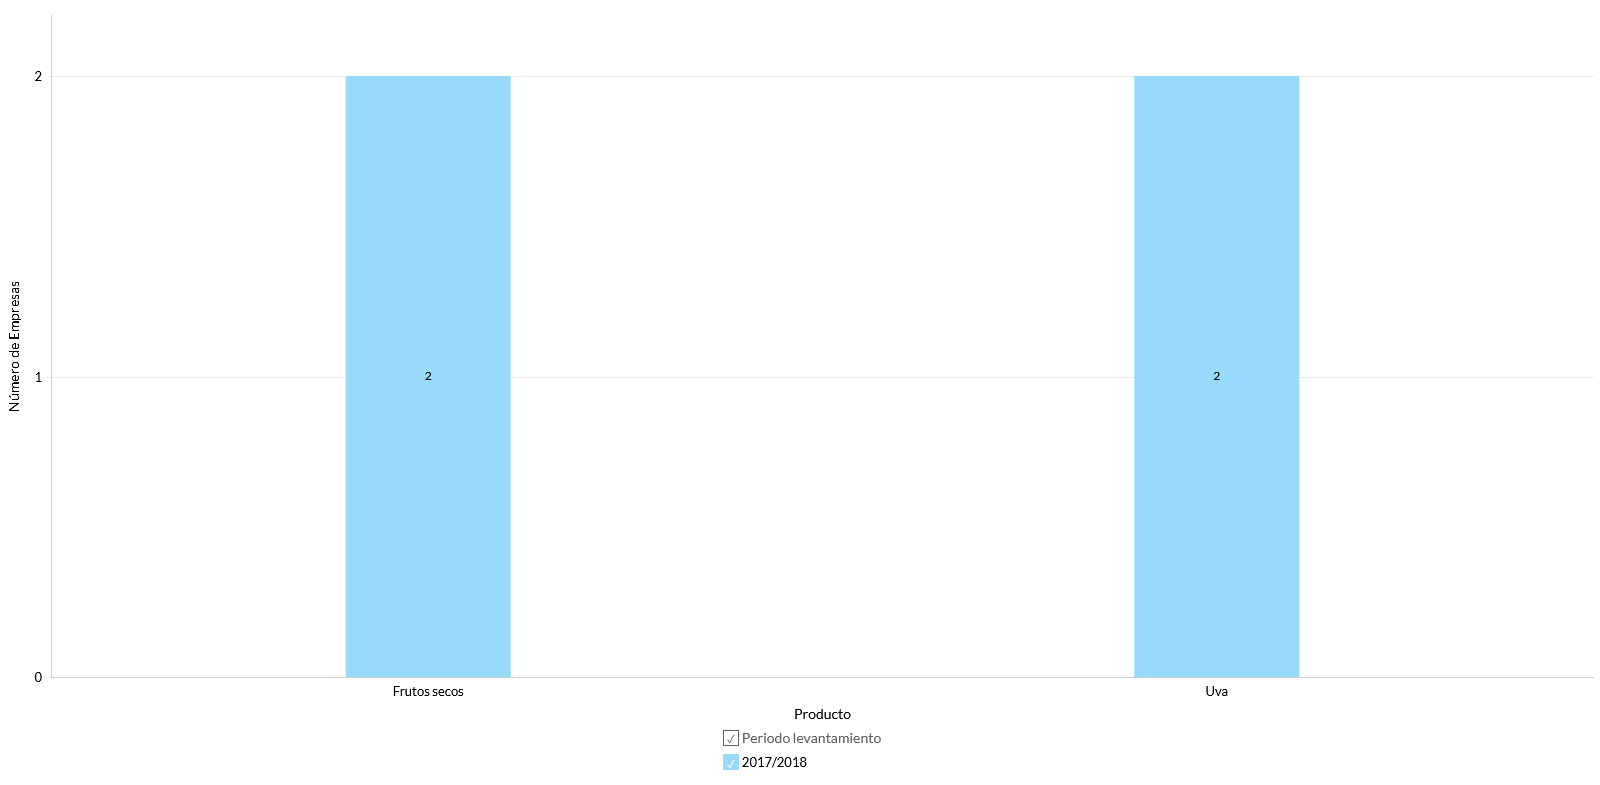 Número de Empresas
2
1
0
2
2
Frutos secos
Uva
Producto
Periodo levantamiento
2017/2018